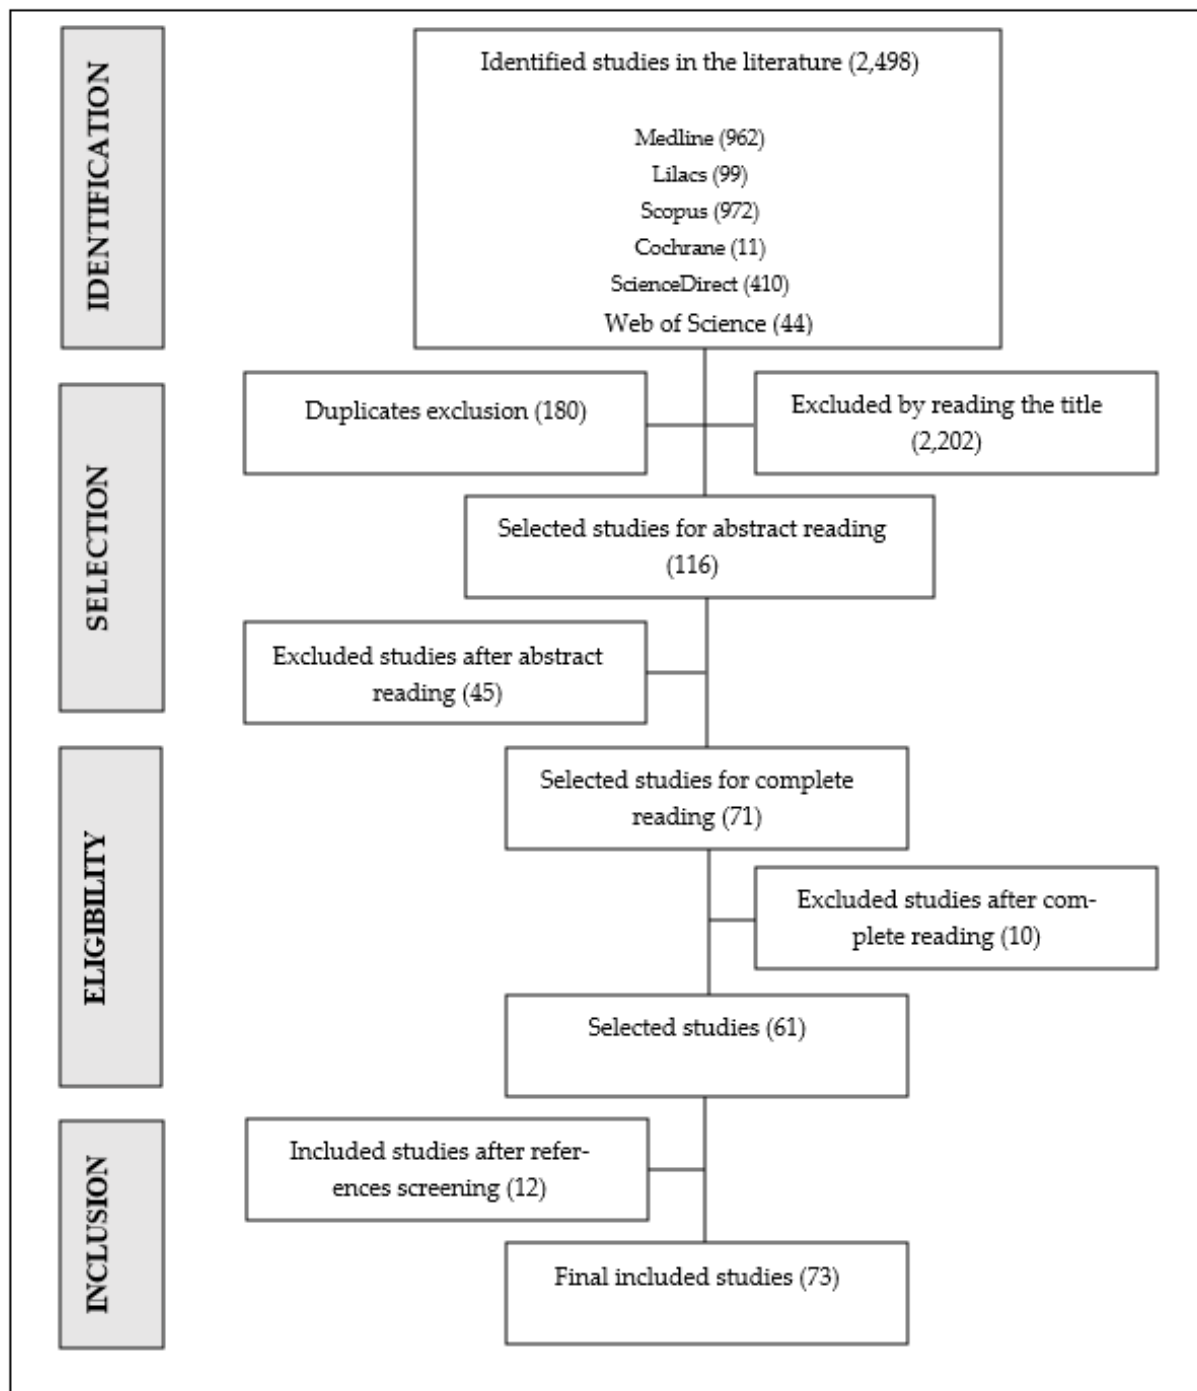 IDENTIFICATION
Identified studies in the literature (2,498)
Medline (962)
Lilacs (99)
Scopus (972)
Cochrane (11)
ScienceDirect (410)
Web of Science (44)
SELECTION
Duplicates exclusion (180)
Excluded by reading the title
(2,202)
Selected studies for abstract reading
(116)
Excluded studies after abstract
reading (45)
ELIGIBILITY
Selected studies for complete
reading (71)
Excluded studies after com-
plete reading (10)
Selected studies (61)
INCLUSION
Included studies after refer-
ences screening (12)
Final included studies (73)